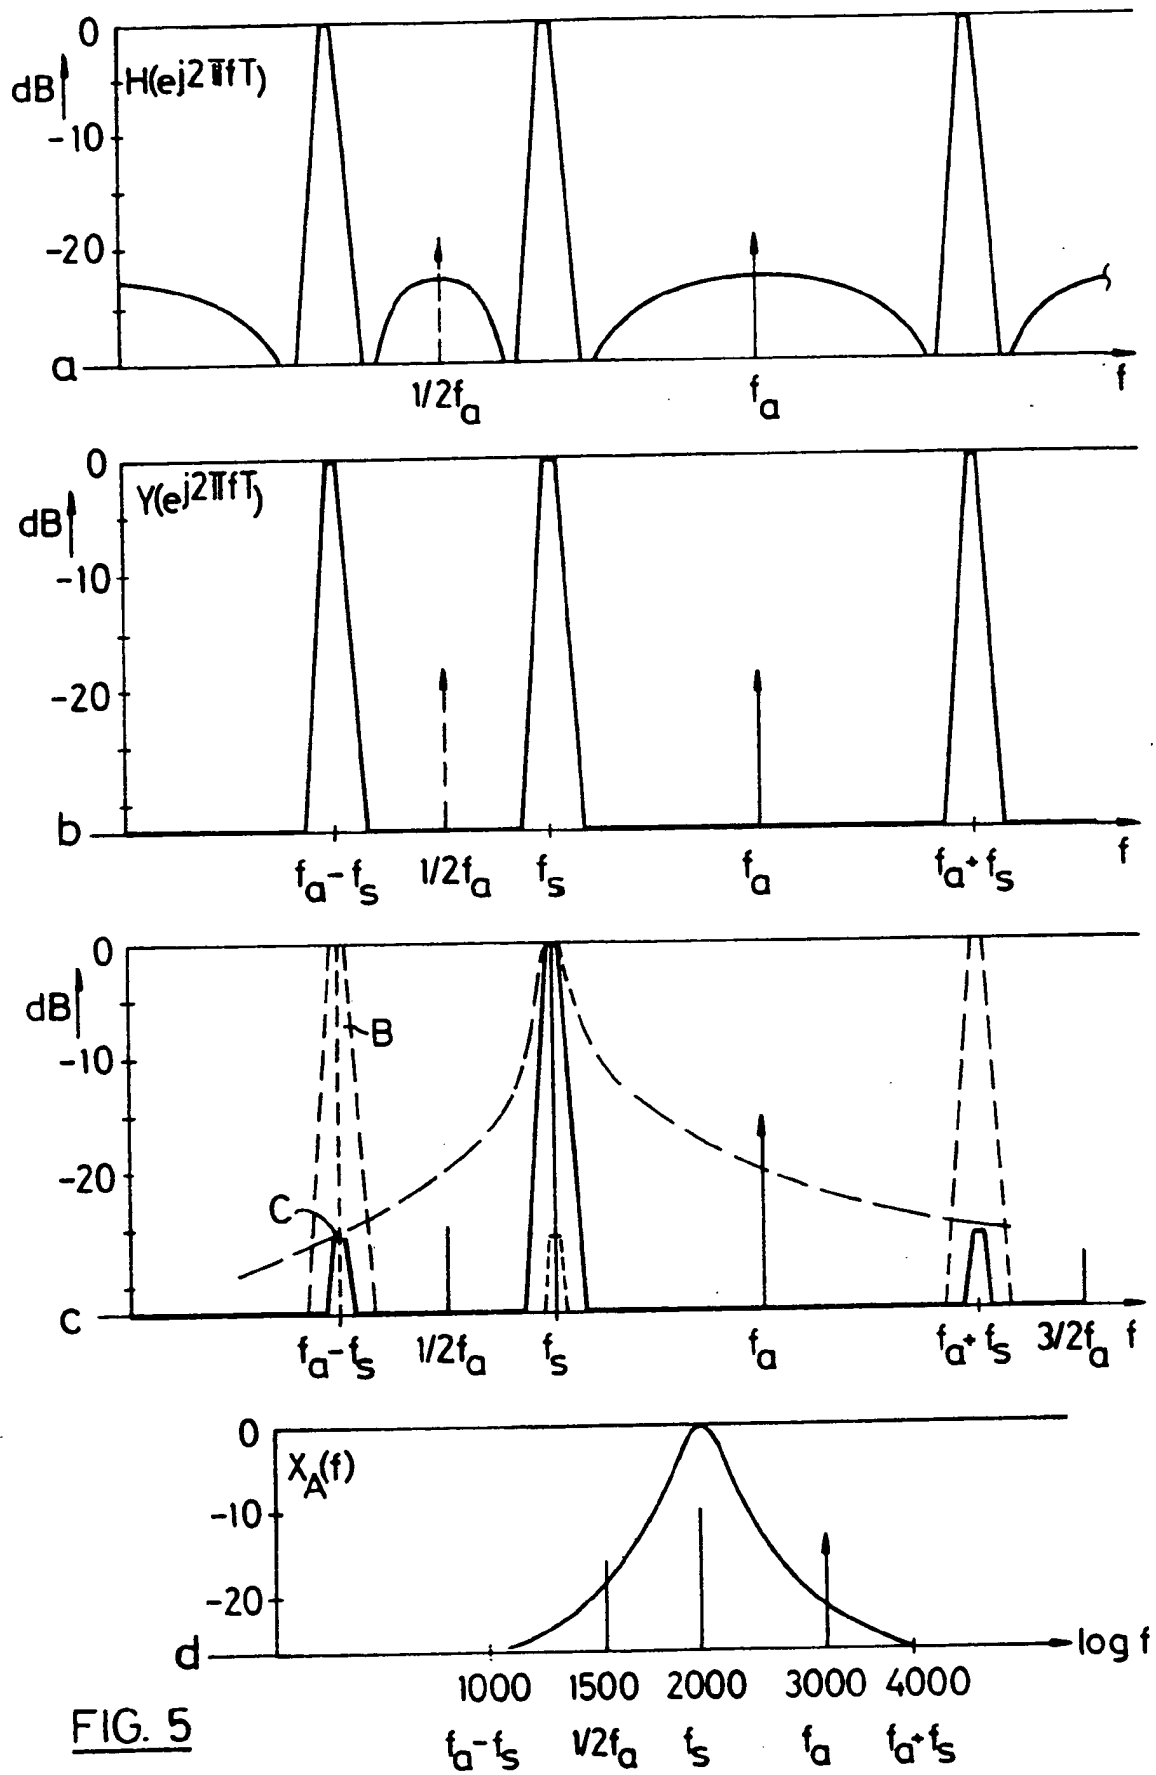 0
dB
H(ej2πfT)
-10
-20
a
1/2fa
fa
f
0
dB
Y(ej2πfT)
-10
-20
b
fa-fs
1/2fa
fs
fa
fa+fs
f
0
dB
B
-10
-20
C
c
fa-fs
1/2fa
fs
fa
fa+fs
3/2fa
f
0
XA(f)
-10
-20
d
log f
1000 1500 2000 3000 4000
fa-fs 1/2fa fs fa fa+fs
FIG. 5